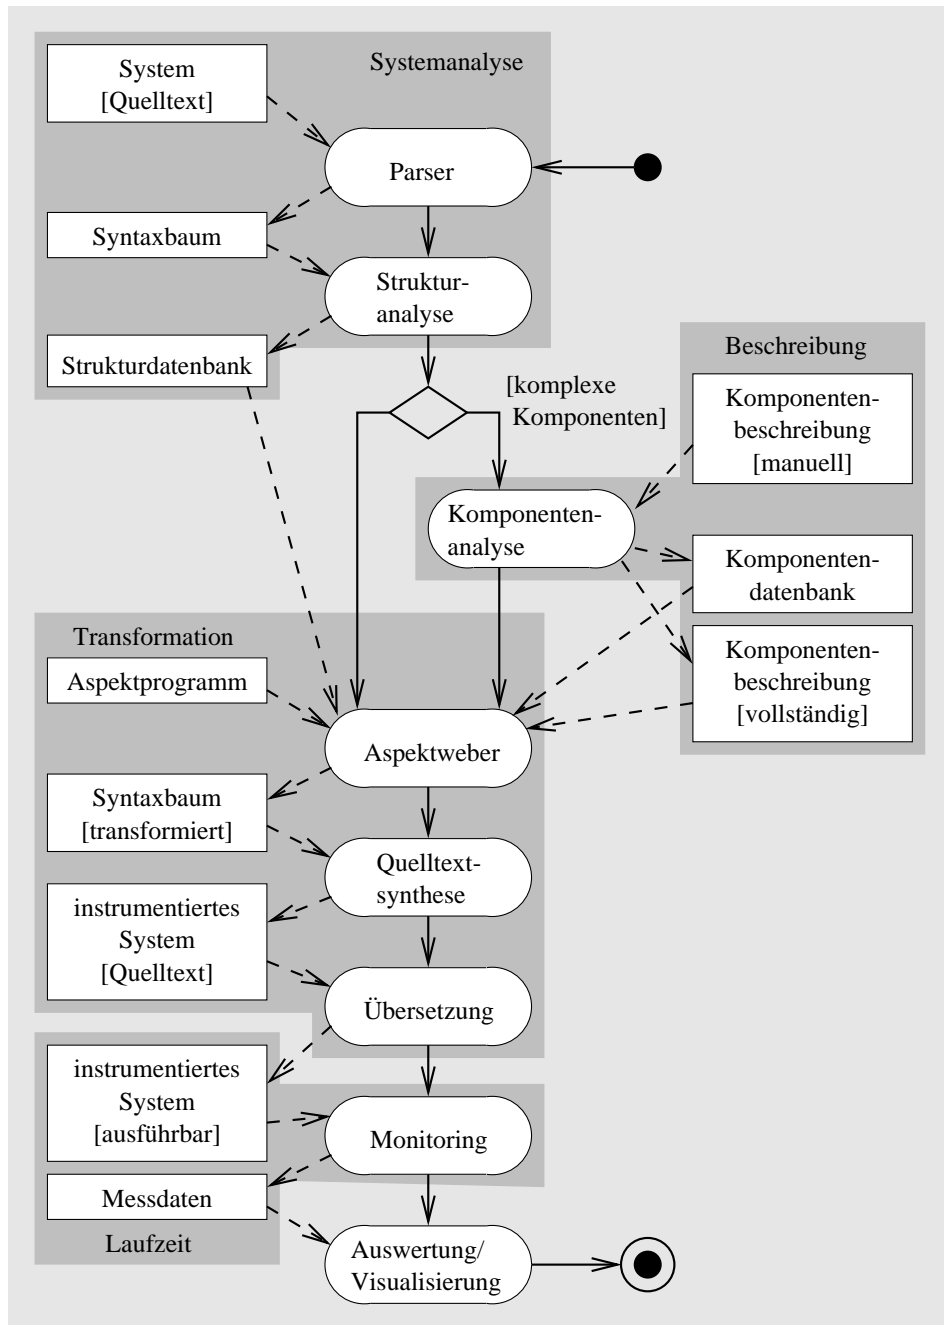 Systemanalyse
System
[Quelltext]
Parser
Syntaxbaum
Struktur-
analyse
Strukturdatenbank
[komplexe
Komponenten]
Beschreibung
Komponenten-
beschreibung
[manuell]
Komponenten-
analyse
Komponenten-
datenbank
Komponenten-
beschreibung
[vollständig]
Transformation
Aspektprogramm
Aspektweber
Syntaxbaum
[transformiert]
Quelltext-
synthese
instrumentiertes
System
[Quelltext]
Übersetzung
instrumentiertes
System
[ausführbar]
Monitoring
Messdaten
Laufzeit
Auswertung/
Visualisierung